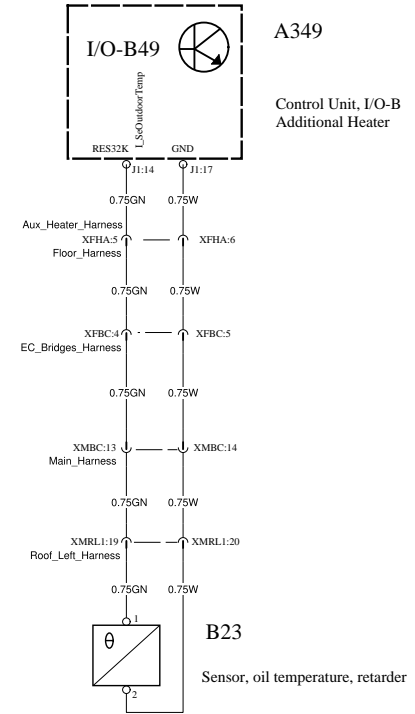 A349
I/O-B49
I_SeOutdoorTemp
Control Unit, I/O-B
Additional Heater
RES32K GND
J1:14 J1:17
0.75GN 0.75W
Aux_Heater_Harness
XFHA:5 XFHA:6
Floor_Harness
0.75GN 0.75W
XFBC:4 XFBC:5
EC_Bridges_Harness
0.75GN 0.75W
XMBC:13 XMBC:14
Main_Harness
0.75GN 0.75W
XMRL1:19 XMRL1:20
Roof_Left_Harness
0.75GN 0.75W
1
θ
B23
Sensor, oil temperature, retarder
2